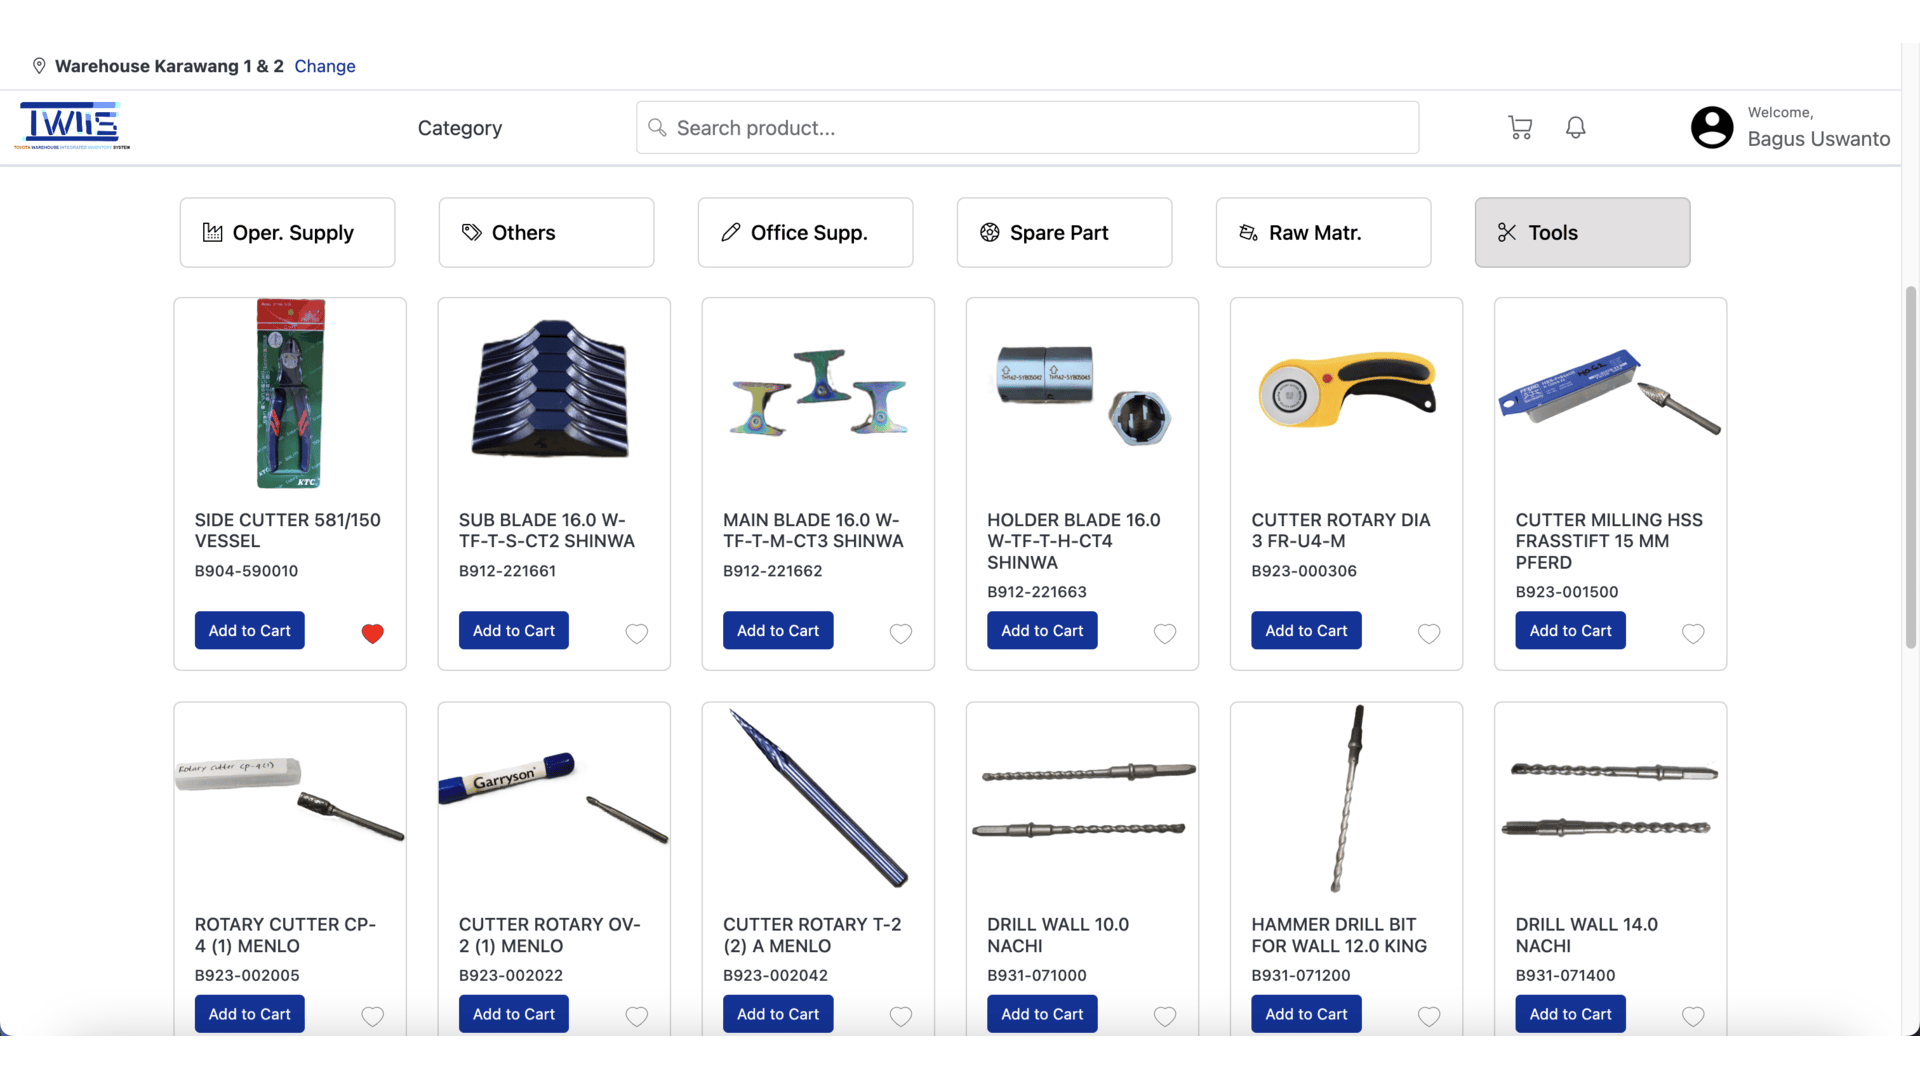 Warehouse Karawang 1 & 2 Change
TWIIS
TOYOTA WAREHOUSE INTEGRATED INVENTORY SYSTEM
Category
Search product...
Welcome,
Bagus Uswanto
Oper. Supply
Others
Office Supp.
Spare Part
Raw Matr.
Tools
KTC
SIDE CUTTER 581/150
VESSEL
B904-590010
Add to Cart
SUB BLADE 16.0 W-
TF-T-S-CT2 SHINWA
B912-221661
Add to Cart
MAIN BLADE 16.0 W-
TF-T-M-CT3 SHINWA
B912-221662
Add to Cart
HOLDER BLADE 16.0
W-TF-T-H-CT4
SHINWA
B912-221663
Add to Cart
CUTTER ROTARY DIA
3 FR-U4-M
B923-000306
Add to Cart
CUTTER MILLING HSS
FRASSTIFT 15 MM
PFERD
B923-001500
Add to Cart
Rotary cutter CP-4(1)
ROTARY CUTTER CP-
4 (1) MENLO
B923-002005
Add to Cart
Garryson
CUTTER ROTARY OV-
2 (1) MENLO
B923-002022
Add to Cart
CUTTER ROTARY T-2
(2) A MENLO
B923-002042
Add to Cart
DRILL WALL 10.0
NACHI
B931-071000
Add to Cart
HAMMER DRILL BIT
FOR WALL 12.0 KING
B931-071200
Add to Cart
DRILL WALL 14.0
NACHI
B931-071400
Add to Cart